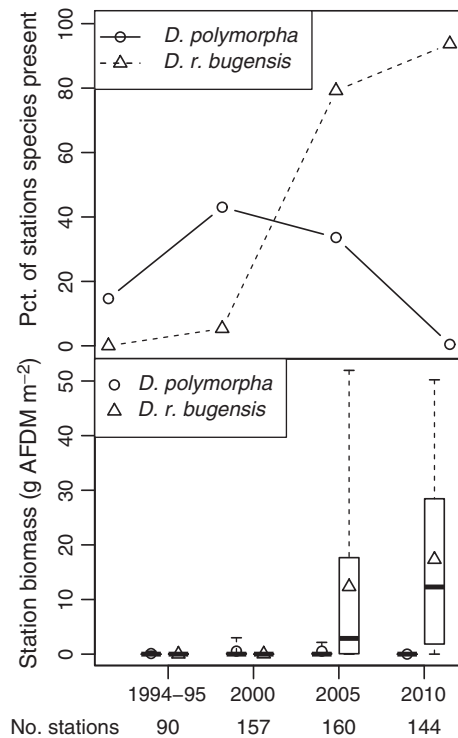 Pct. of stations species present
100
80
60
40
20
0
D. polymorpha
D. r. bugensis
Station biomass (g AFDM m−2)
50
40
30
20
10
0
D. polymorpha
D. r. bugensis
1994–95 2000 2005 2010
No. stations 90 157 160 144